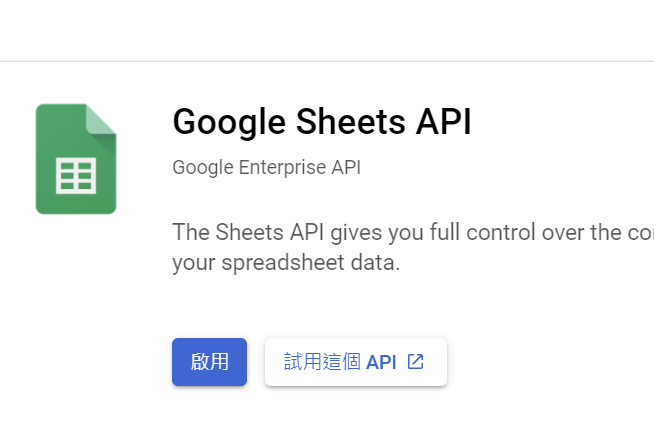 Google Sheets API
Google Enterprise API
The Sheets API gives you full control over the
your spreadsheet data.
啟用
試用這個 API